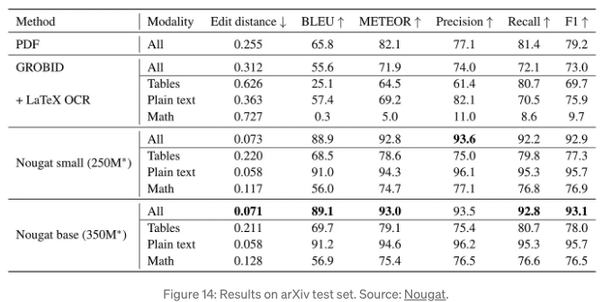 Method Modality Edit distance ↓ BLEU ↑ METEOR ↑ Precision ↑ Recall ↑ F1 ↑
PDF All 0.255 65.8 82.1 77.1 81.4 79.2
GROBID All 0.312 55.6 71.9 74.0 72.1 73.0
Tables 0.626 25.1 64.5 61.4 80.7 69.7
+ LaTeX OCR Plain text 0.363 57.4 69.2 82.1 70.5 75.9
Math 0.727 0.3 5.0 11.0 8.6 9.7
All 0.073 88.9 92.8 93.6 92.2 92.9
Nougat small (250M*) Tables 0.220 68.5 78.6 75.0 79.8 77.3
Plain text 0.058 91.0 94.3 96.1 95.3 95.7
Math 0.117 56.0 74.7 77.1 76.8 76.9
All 0.071 89.1 93.0 93.5 92.8 93.1
Nougat base (350M*) Tables 0.211 69.7 79.1 75.4 80.7 78.0
Plain text 0.058 91.2 94.6 96.2 95.3 95.7
Math 0.128 56.9 75.4 76.5 76.6 76.5
Figure 14: Results on arXiv test set. Source: Nougat.